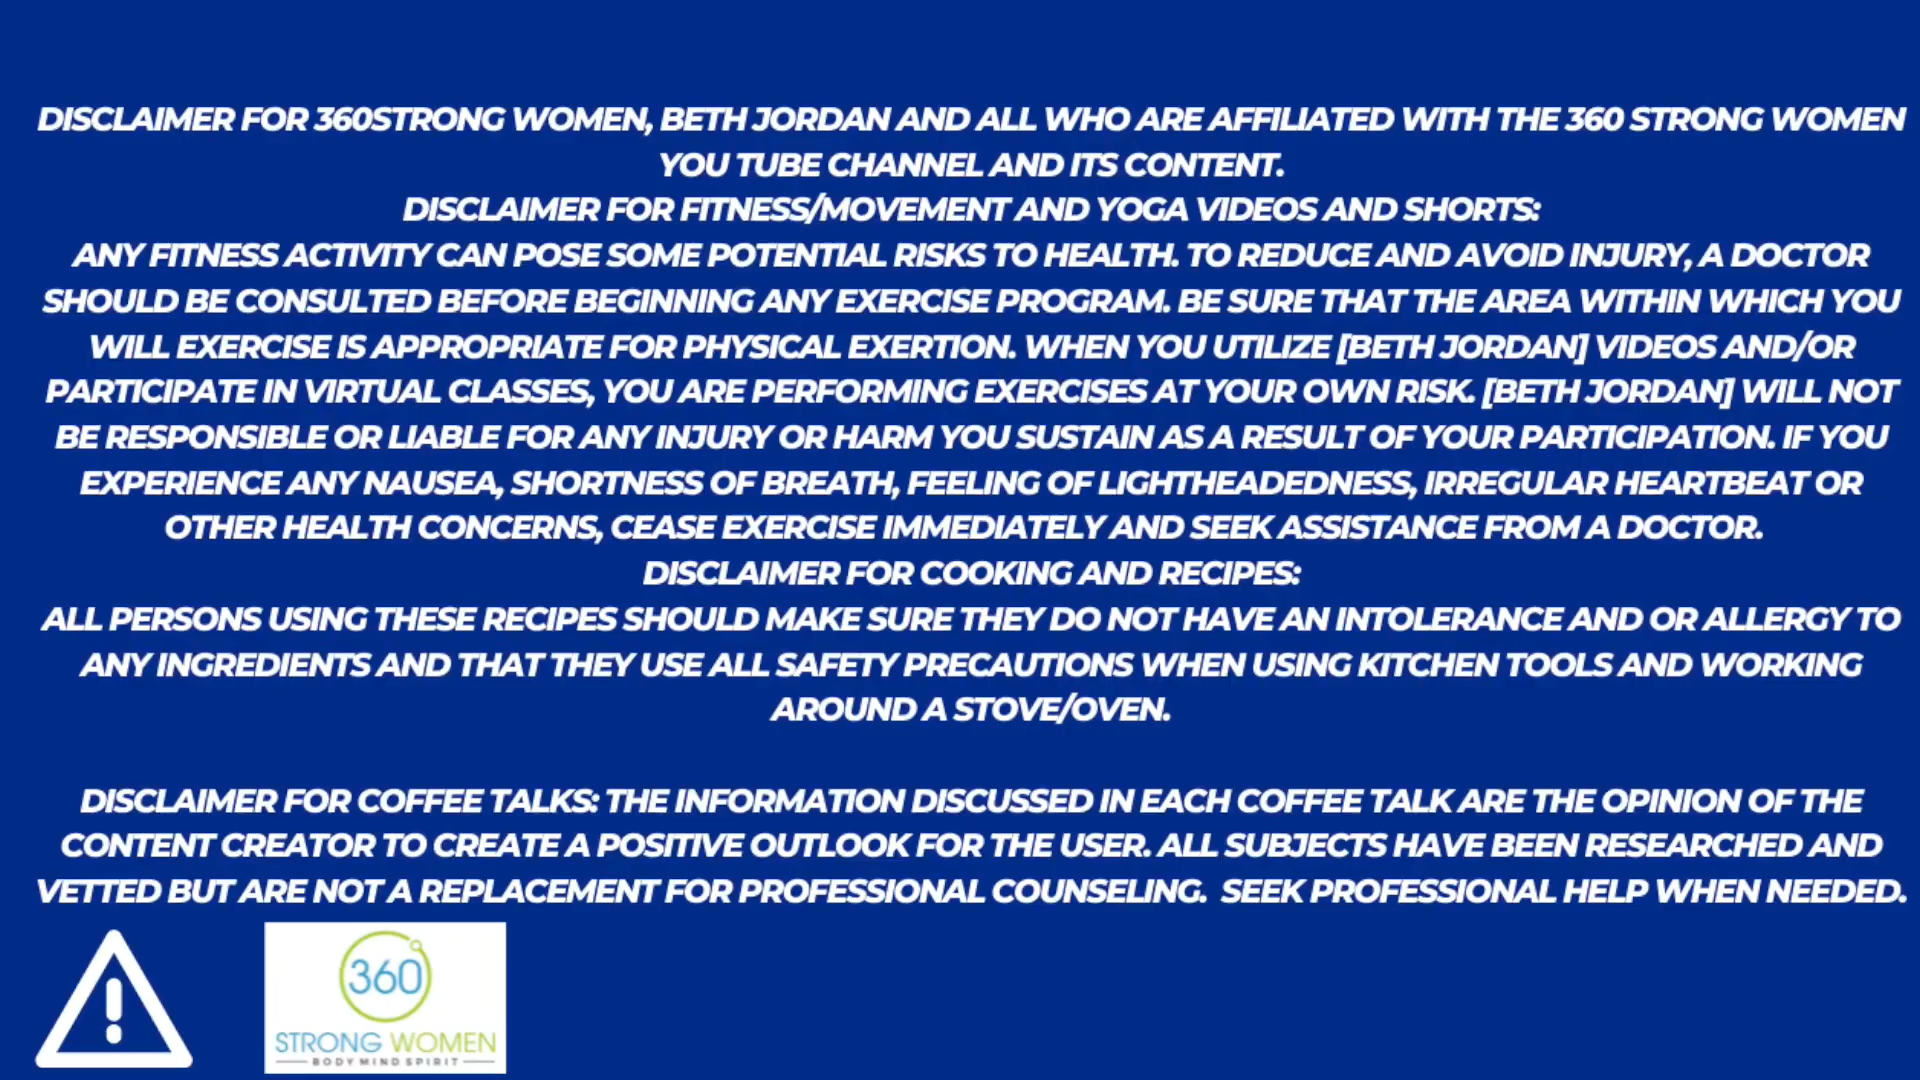 DISCLAIMER FOR 360STRONG WOMEN, BETH JORDAN AND ALL WHO ARE AFFILIATED WITH THE 360 STRONG WOMEN
YOU TUBE CHANNEL AND ITS CONTENT.
DISCLAIMER FOR FITNESS/MOVEMENT AND YOGA VIDEOS AND SHORTS:
ANY FITNESS ACTIVITY CAN POSE SOME POTENTIAL RISKS TO HEALTH. TO REDUCE AND AVOID INJURY, A DOCTOR
SHOULD BE CONSULTED BEFORE BEGINNING ANY EXERCISE PROGRAM. BE SURE THAT THE AREA WITHIN WHICH YOU
WILL EXERCISE IS APPROPRIATE FOR PHYSICAL EXERTION. WHEN YOU UTILIZE [BETH JORDAN] VIDEOS AND/OR
PARTICIPATE IN VIRTUAL CLASSES, YOU ARE PERFORMING EXERCISES AT YOUR OWN RISK. [BETH JORDAN] WILL NOT
BE RESPONSIBLE OR LIABLE FOR ANY INJURY OR HARM YOU SUSTAIN AS A RESULT OF YOUR PARTICIPATION. IF YOU
EXPERIENCE ANY NAUSEA, SHORTNESS OF BREATH, FEELING OF LIGHTHEADEDNESS, IRREGULAR HEARTBEAT OR
OTHER HEALTH CONCERNS, CEASE EXERCISE IMMEDIATELY AND SEEK ASSISTANCE FROM A DOCTOR.
DISCLAIMER FOR COOKING AND RECIPES:
ALL PERSONS USING THESE RECIPES SHOULD MAKE SURE THEY DO NOT HAVE AN INTOLERANCE AND OR ALLERGY TO
ANY INGREDIENTS AND THAT THEY USE ALL SAFETY PRECAUTIONS WHEN USING KITCHEN TOOLS AND WORKING
AROUND A STOVE/OVEN.
DISCLAIMER FOR COFFEE TALKS: THE INFORMATION DISCUSSED IN EACH COFFEE TALK ARE THE OPINION OF THE
CONTENT CREATOR TO CREATE A POSITIVE OUTLOOK FOR THE USER. ALL SUBJECTS HAVE BEEN RESEARCHED AND
VETTED BUT ARE NOT A REPLACEMENT FOR PROFESSIONAL COUNSELING. SEEK PROFESSIONAL HELP WHEN NEEDED.
360
STRONG WOMEN
BODY MIND SPIRIT